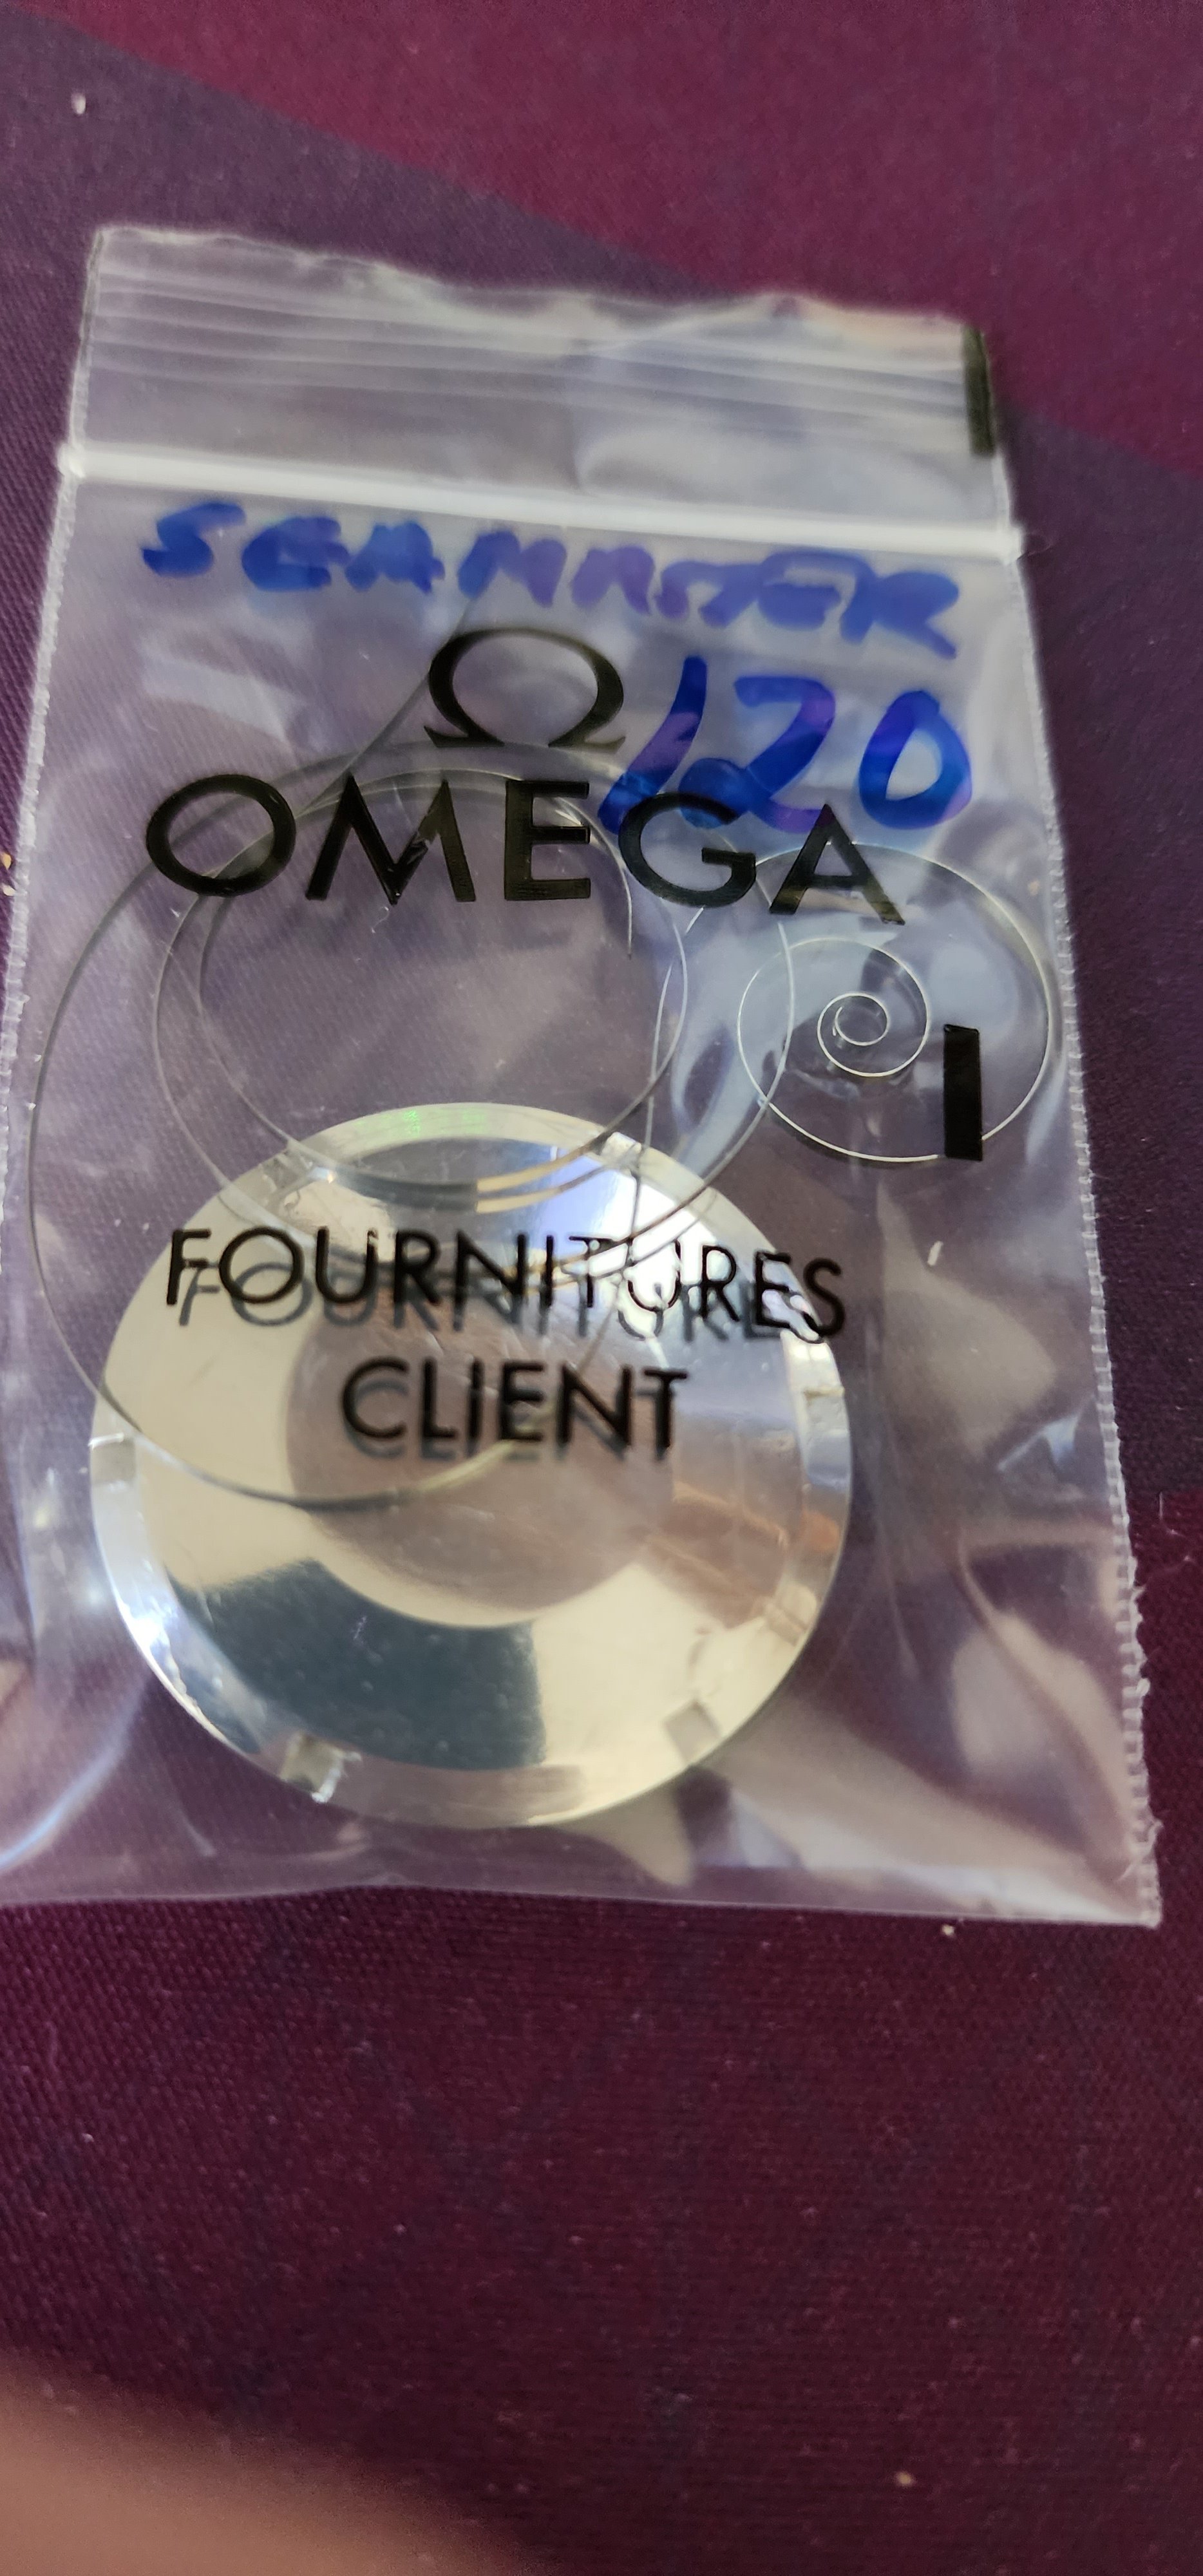 SEAMASTER
120
Ω
OMEGA
FOURNITURES
CLIENT